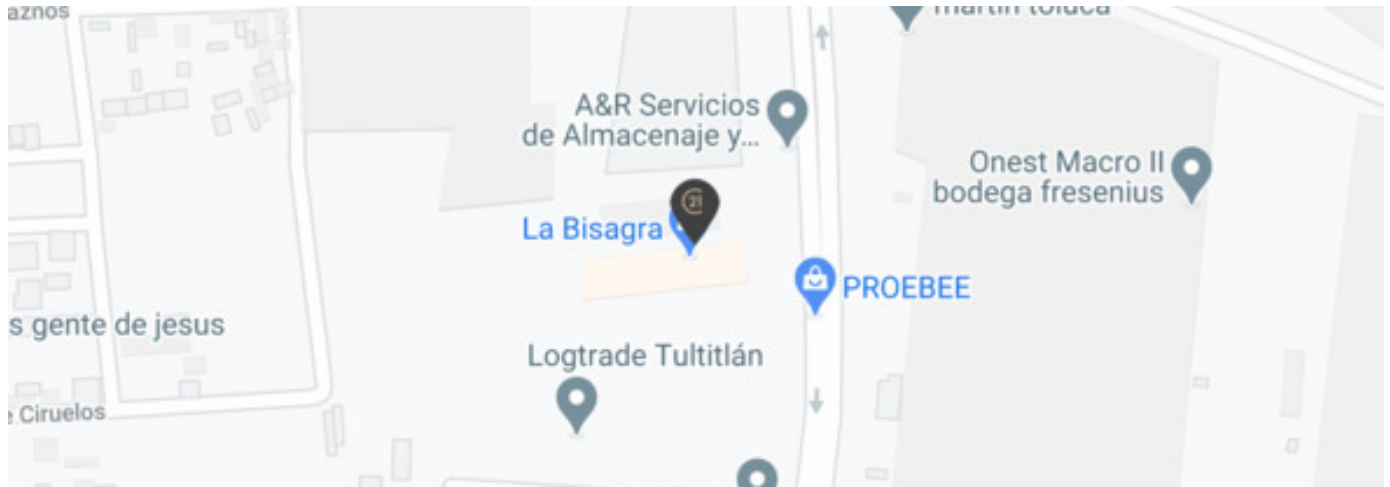 aznos
martin toluca
A&R Servicios
de Almacenaje y...
Onest Macro II
bodega fresenius
C21
La Bisagra
PROEBEE
s gente de jesus
Logtrade Tultitlán
Ciruelos